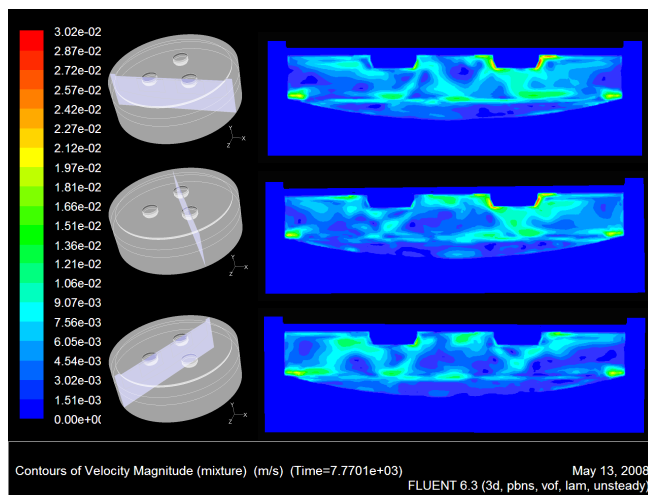 3.02e-02
2.87e-02
2.72e-02
2.57e-02
2.42e-02
2.27e-02
2.12e-02
1.97e-02
1.81e-02
1.66e-02
1.51e-02
1.36e-02
1.21e-02
1.06e-02
9.07e-03
7.56e-03
6.05e-03
4.54e-03
3.02e-03
1.51e-03
0.00e+0(
Y
X
Z
Y
X
Z
Y
X
Z
Contours of Velocity Magnitude (mixture) (m/s) (Time=7.7701e+03)
May 13, 2008
FLUENT 6.3 (3d, pbns, vof, lam, unsteady)